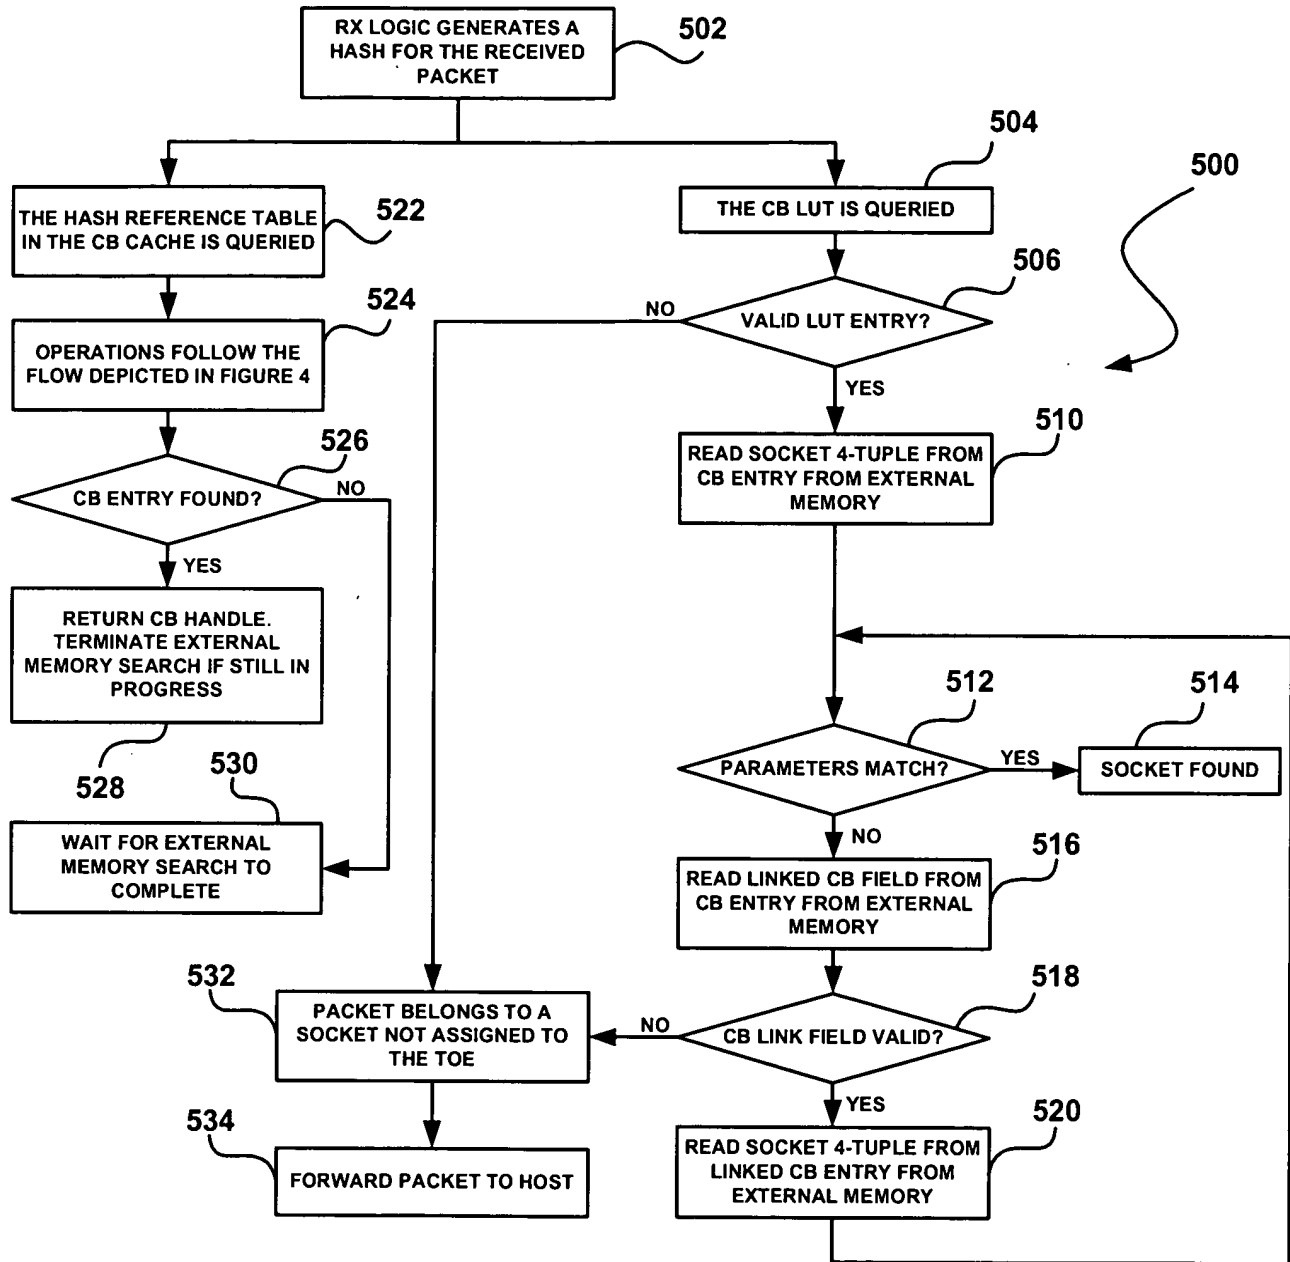 RX LOGIC GENERATES A
HASH FOR THE RECEIVED
PACKET
502
504
500
THE HASH REFERENCE TABLE
IN THE CB CACHE IS QUERIED
522
THE CB LUT IS QUERIED
506
524
NO
VALID LUT ENTRY?
OPERATIONS FOLLOW THE
FLOW DEPICTED IN FIGURE 4
YES
510
526
READ SOCKET 4-TUPLE FROM
CB ENTRY FROM EXTERNAL
MEMORY
CB ENTRY FOUND?
NO
YES
RETURN CB HANDLE.
TERMINATE EXTERNAL
MEMORY SEARCH IF STILL IN
PROGRESS
528
512
514
PARAMETERS MATCH?
YES
SOCKET FOUND
530
WAIT FOR EXTERNAL
MEMORY SEARCH TO
COMPLETE
NO
516
READ LINKED CB FIELD FROM
CB ENTRY FROM EXTERNAL
MEMORY
532
518
PACKET BELONGS TO A
SOCKET NOT ASSIGNED TO
THE TOE
NO
CB LINK FIELD VALID?
YES
520
534
FORWARD PACKET TO HOST
READ SOCKET 4-TUPLE FROM
LINKED CB ENTRY FROM
EXTERNAL MEMORY